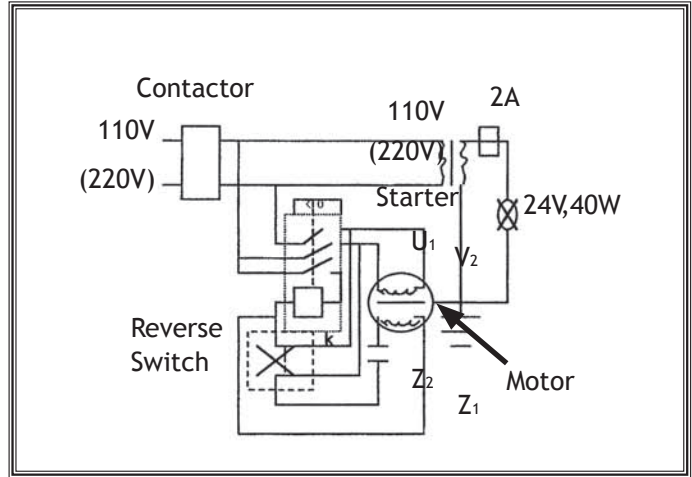 Contactor
110V
(220V)
110V
(220V)
2A
Starter
24V,40W
U1
V2
k
Reverse
Switch
Z2
Z1
Motor